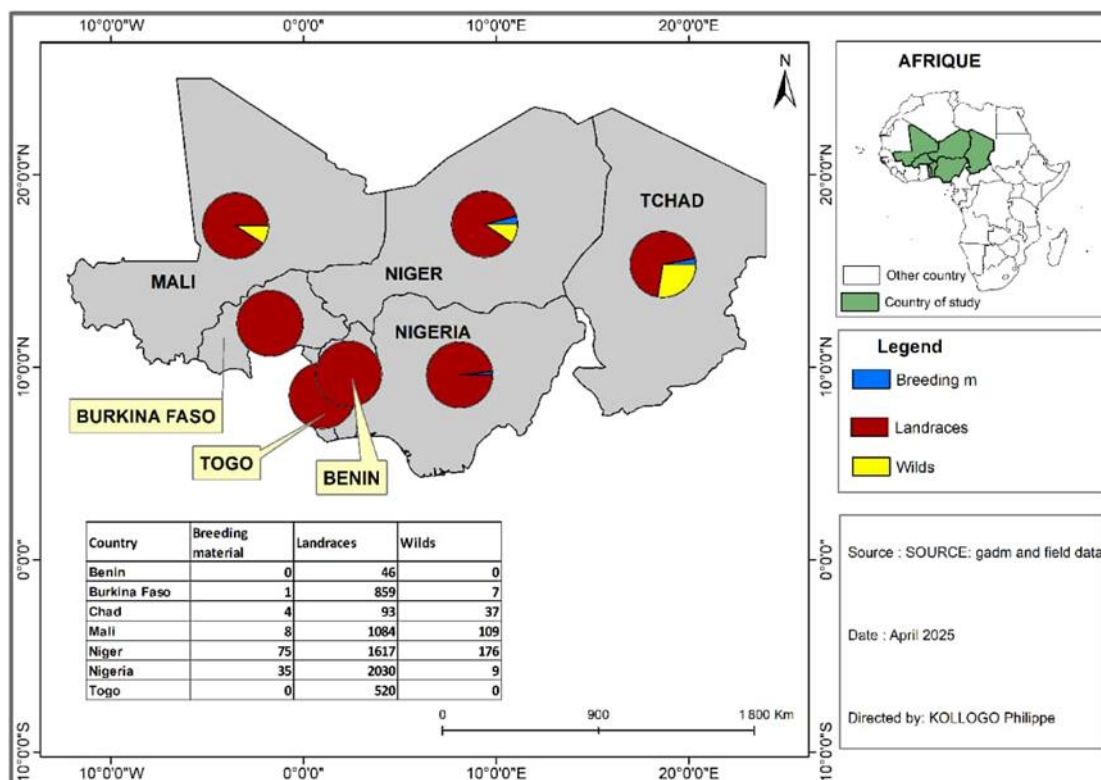 10°0'0"W 0°0'0" 10°0'0"E 20°0'0"E
20°0'0"N
10°0'0"N
0°0'0"
10°0'0"S
20°0'0"N
10°0'0"N
0°0'0"
10°0'0"S
N
MALI
NIGER
TCHAD
NIGERIA
BURKINA FASO
TOGO
BENIN
Country Breeding material Landraces Wilds
Benin 0 46 0
Burkina Faso 1 859 7
Chad 4 93 37
Mali 8 1084 109
Niger 75 1617 176
Nigeria 35 2030 9
Togo 0 520 0
0 900 1 800 Km
10°0'0"W 0°0'0" 10°0'0"E 20°0'0"E
AFRIQUE
Other country
Country of study
Legend
Breeding m
Landraces
Wilds
Source : SOURCE: gadm and field data
Date : April 2025
Directed by: KOLLOGO Philippe